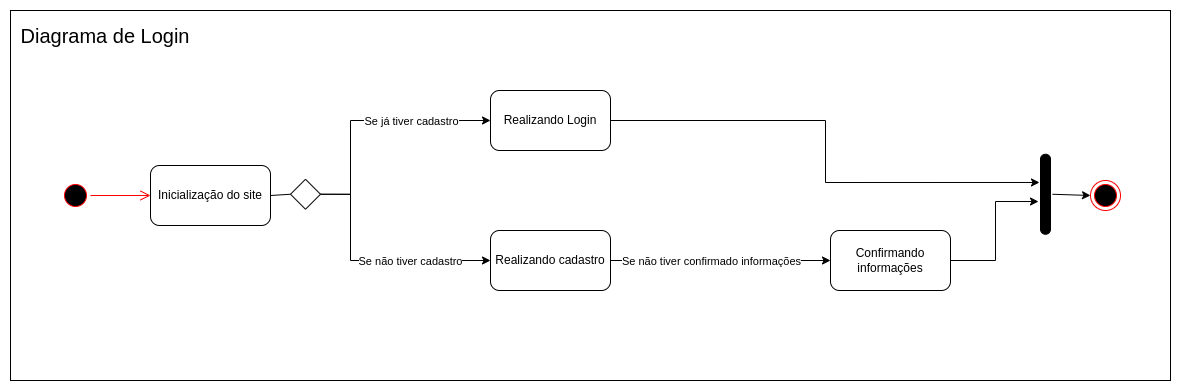 Diagrama de Login
Se já tiver cadastro
Realizando Login
Inicialização do site
Se não tiver cadastro
Realizando cadastro
Se não tiver confirmado informações
Confirmando
informações